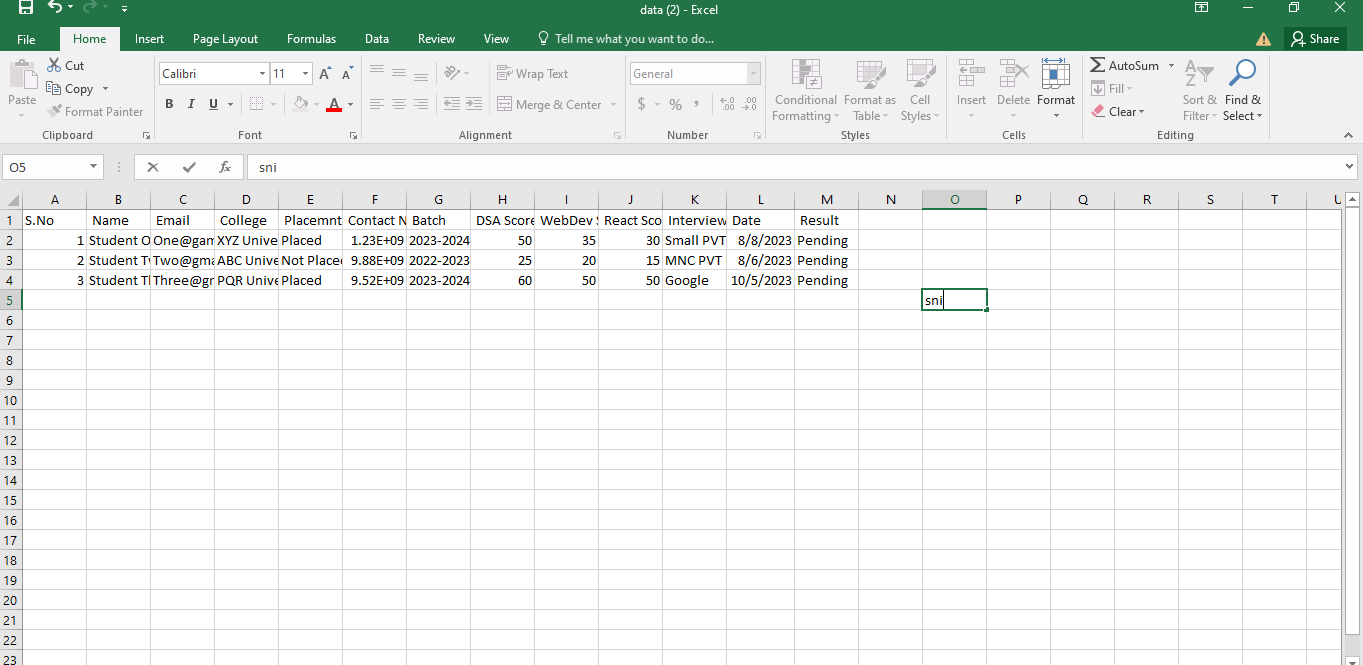 data (2) - Excel
File Home Insert Page Layout Formulas Data Review View Tell me what you want to do... Share
Cut
Copy
Format Painter
Paste
Clipboard
Calibri 11
B I U
Font
Wrap Text
Merge & Center
Alignment
General
$ % ,
Number
Conditional Formatting
Format as Table
Cell Styles
Styles
Insert Delete Format
Cells
AutoSum
Fill
Clear
Sort & Filter
Find & Select
Editing
O5 fx sni
A B C D E F G H I J K L M N O P Q R S T U
1 S.No Name Email College Placemnt Contact N Batch DSA Score WebDev S React Sco Interview Date Result
2 1 Student O One@gam XYZ Unive Placed 1.23E+09 2023-2024 50 35 30 Small PVT 8/8/2023 Pending
3 2 Student Tw Two@gma ABC Unive Not Placed 9.88E+09 2022-2023 25 20 15 MNC PVT 8/6/2023 Pending
4 3 Student Th Three@gm PQR Unive Placed 9.52E+09 2023-2024 60 50 50 Google 10/5/2023 Pending
5 sni
6
7
8
9
10
11
12
13
14
15
16
17
18
19
20
21
22
23